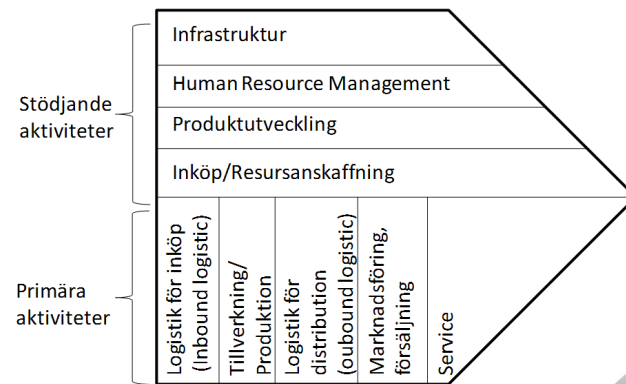 Infrastruktur
Human Resource Management
Stödjande
aktiviteter
Produktutveckling
Inköp/Resursanskaffning
Primära
aktiviteter
Logistik för inköp
(Inbound logistic)
Tillverkning/
Produktion
Logistik för
distribution
(oubound logistic)
Marknadsföring,
försäljning
Service